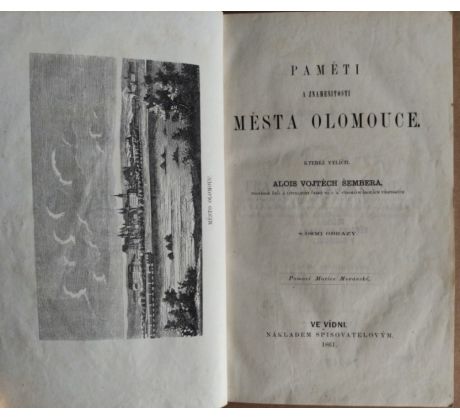 MĚSTO OLOMOUC.
PAMĚTI
A ZNAMENITOSTI
MĚSTA OLOMOUCE.
KTERÉŽ VYLÍČIL
ALOIS VOJTĚCH ŠEMBERA,
S OSMI OBRAZY
Pomocí Matice Moravské.
VE VÍDNI.
NÁKLADEM SPISOVATELOVÝM.
1861.